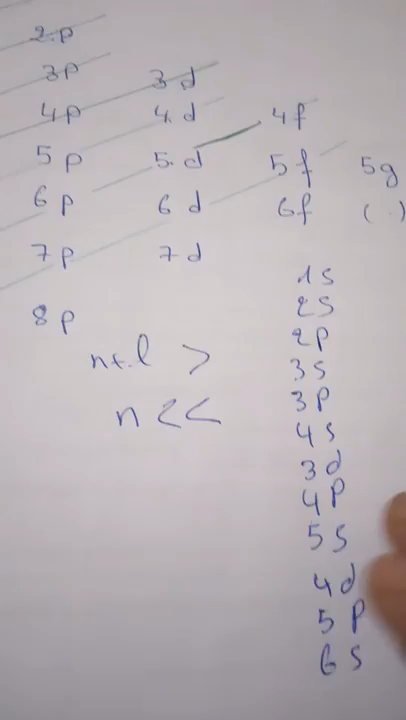 2p
3p 3d
4p 4d 4f
5p 5d 5f 5g
6p 6d 6f ( )
7p 7d
8p
n+l >
n <<
1s
2s
2p
3s
3p
4s
3d
4p
5s
4d
5p
6s